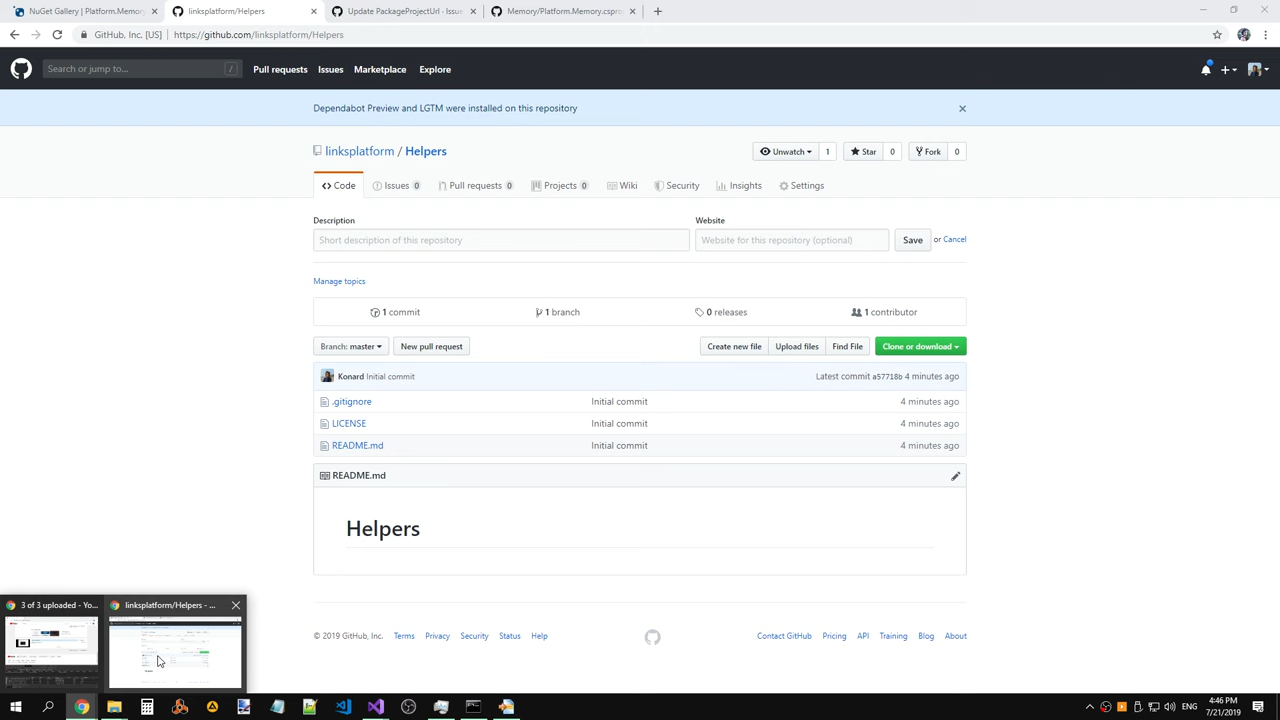 NuGet Gallery | Platform.Memory
linksplatform/Helpers
Update PackageProjectUrl - Issue
Memory/Platform.Memory.cspro
GitHub, Inc. [US] https://github.com/linksplatform/Helpers
Search or jump to...
/
Pull requests
Issues
Marketplace
Explore
Dependabot Preview and LGTM were installed on this repository
linksplatform / Helpers
Unwatch 1
Star 0
Fork 0
Code
Issues 0
Pull requests 0
Projects 0
Wiki
Security
Insights
Settings
Description
Website
Short description of this repository
Website for this repository (optional)
Save or Cancel
Manage topics
1 commit
1 branch
0 releases
1 contributor
Branch: master
New pull request
Create new file
Upload files
Find File
Clone or download
Konard Initial commit
Latest commit a57718b 4 minutes ago
.gitignore Initial commit 4 minutes ago
LICENSE Initial commit 4 minutes ago
README.md Initial commit 4 minutes ago
README.md
Helpers
3 of 3 uploaded - Yo...
linksplatform/Helpers - ...
© 2019 GitHub, Inc.
Terms
Privacy
Security
Status
Help
Contact GitHub
Pricing
API
Training
Blog
About
ENG
4:46 PM
7/21/2019